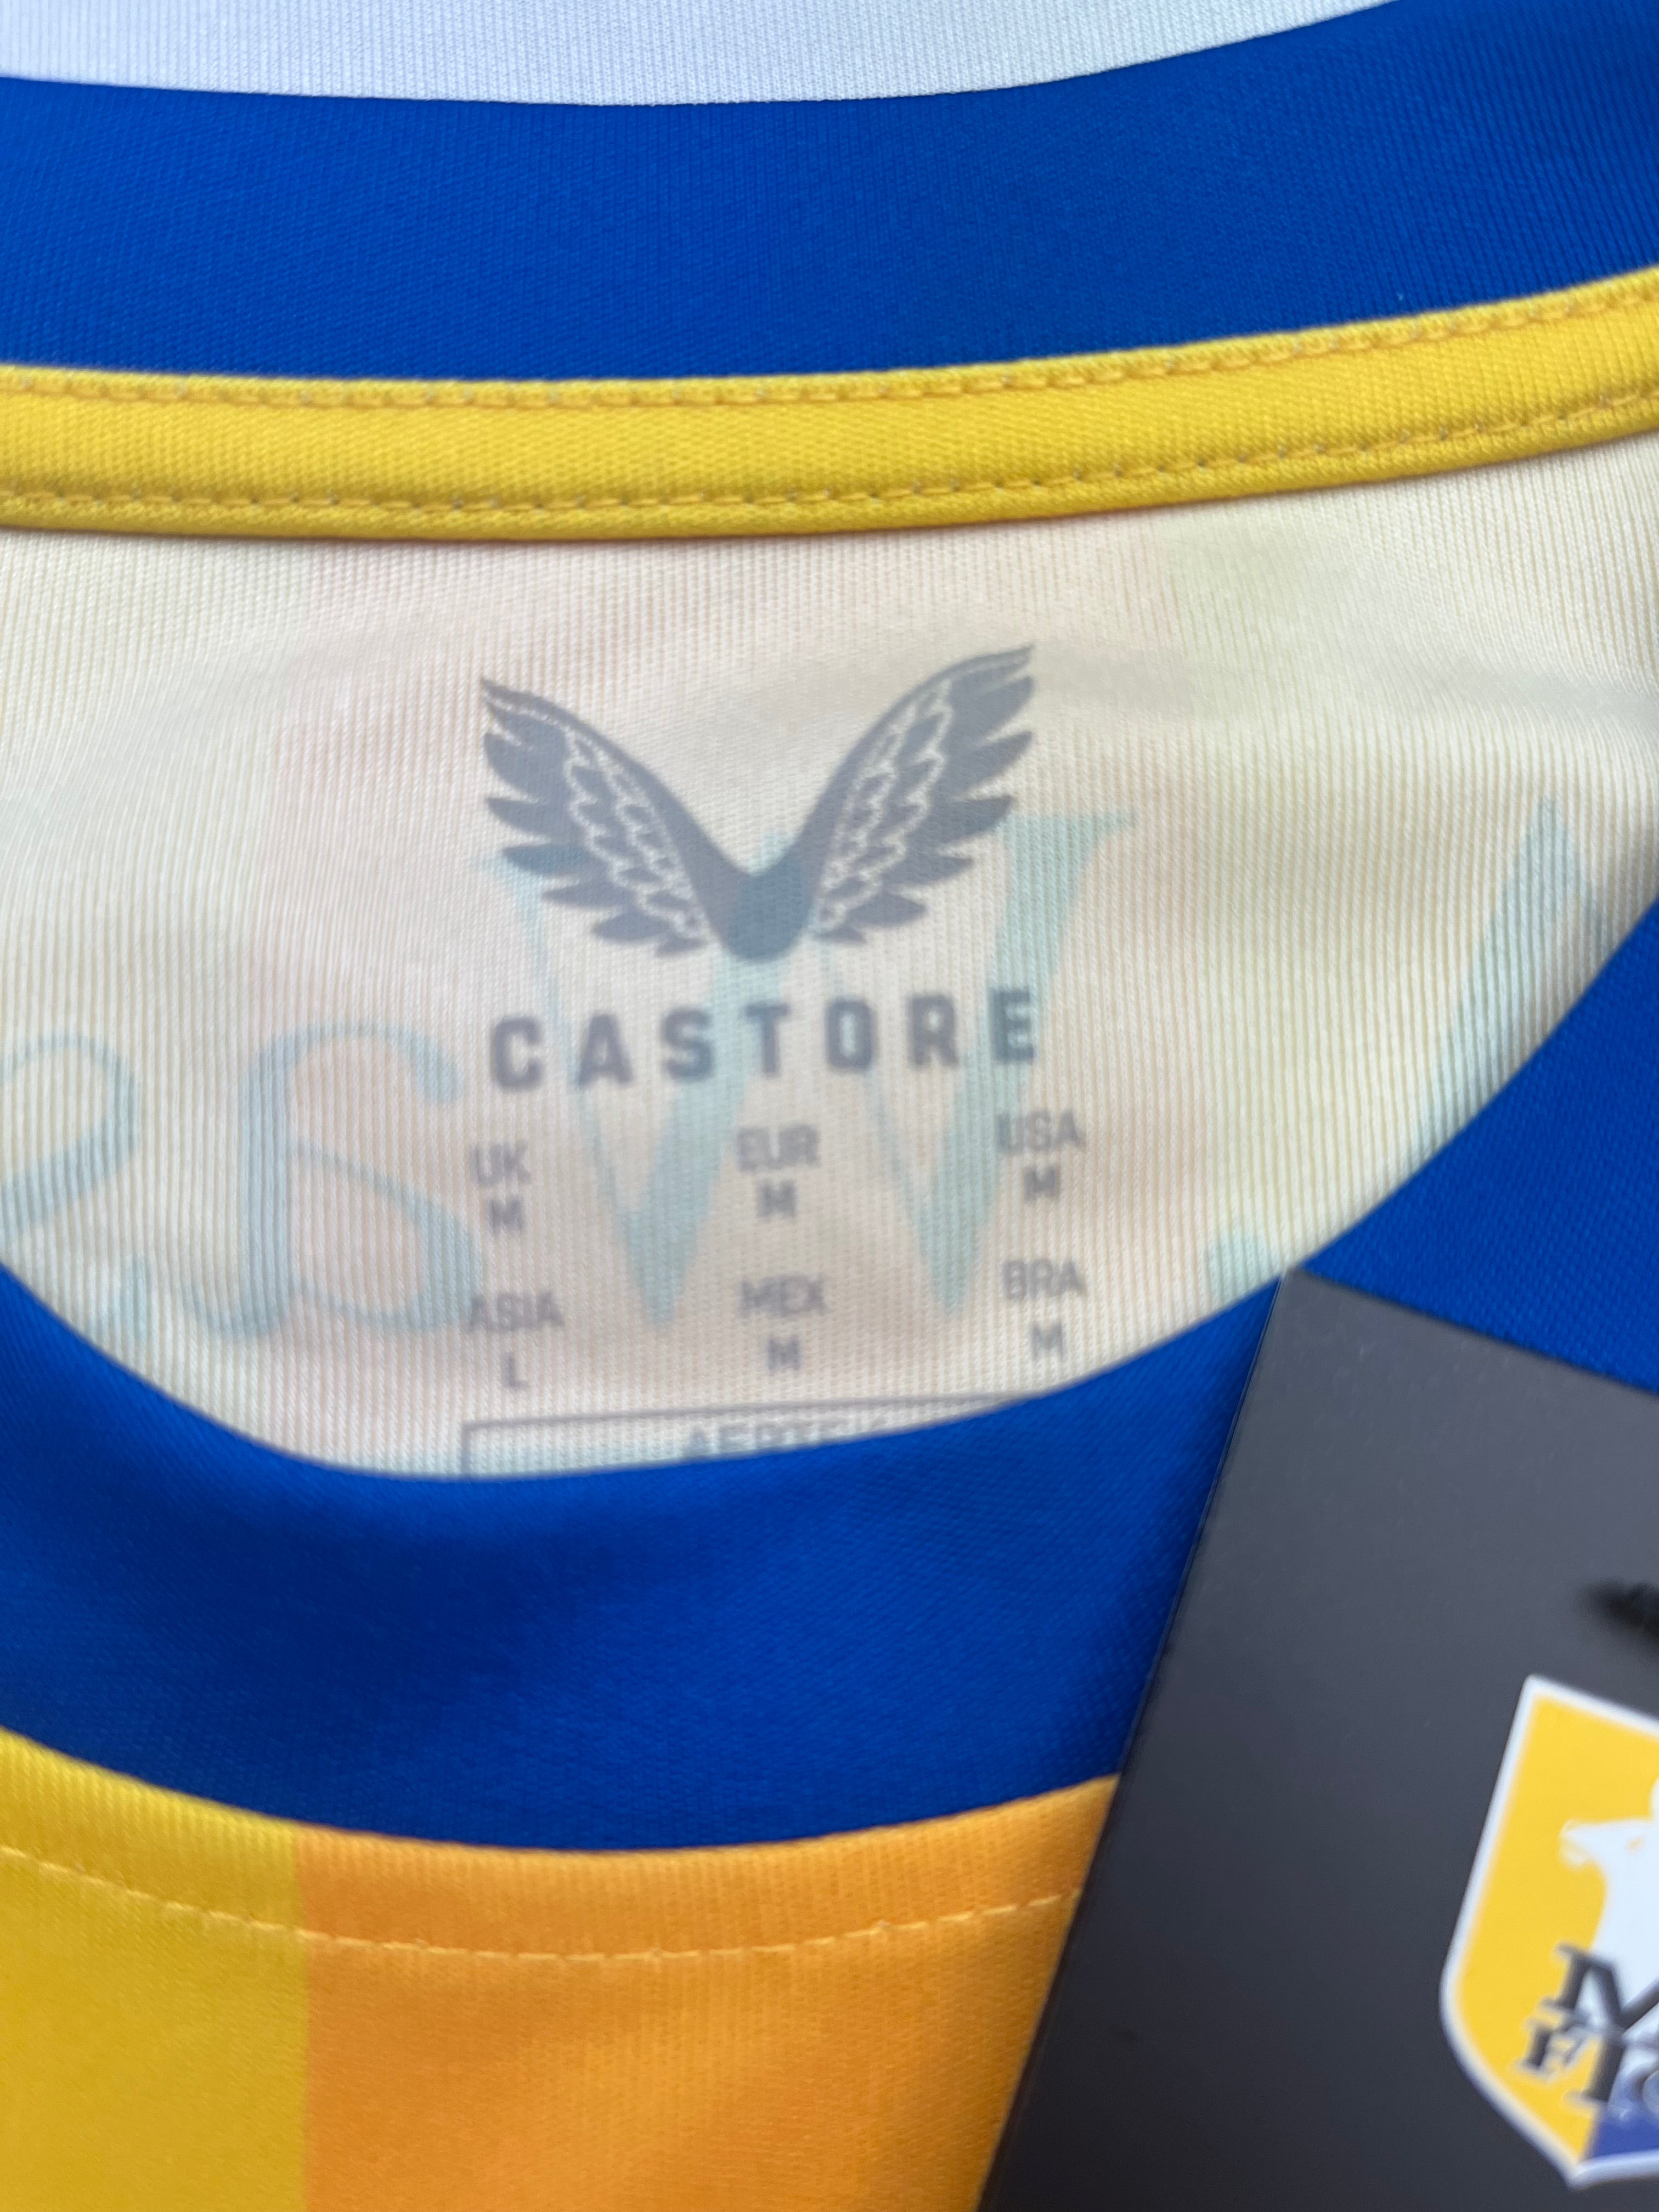 CASTORE
UK EUR USA
M M M
ASIA MEX BRA
L M M